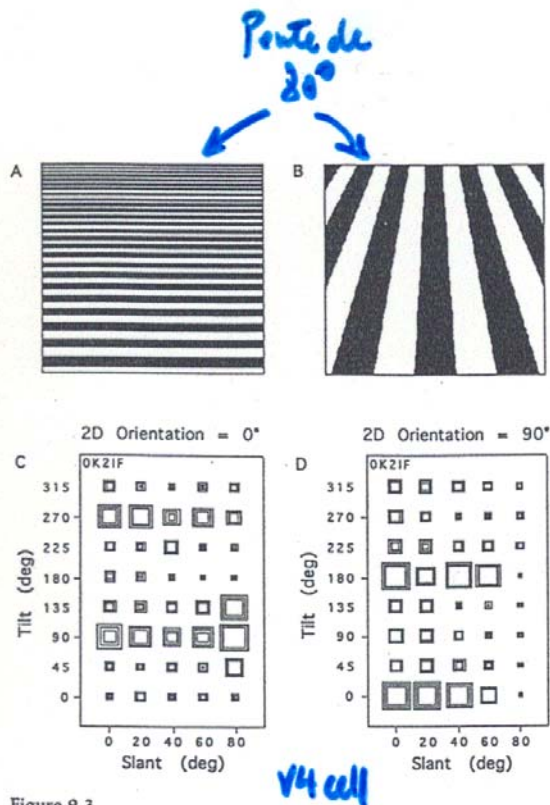 Pente de
80°
A
B
2D Orientation = 0°
2D Orientation = 90°
C
OK21F
D
OK21F
Tilt (deg)
315
270
225
180
135
90
45
0
0 20 40 60 80
Slant (deg)
Tilt (deg)
315
270
225
180
135
90
45
0
0 20 40 60 80
Slant (deg)
V4 cell
Figure 9.3